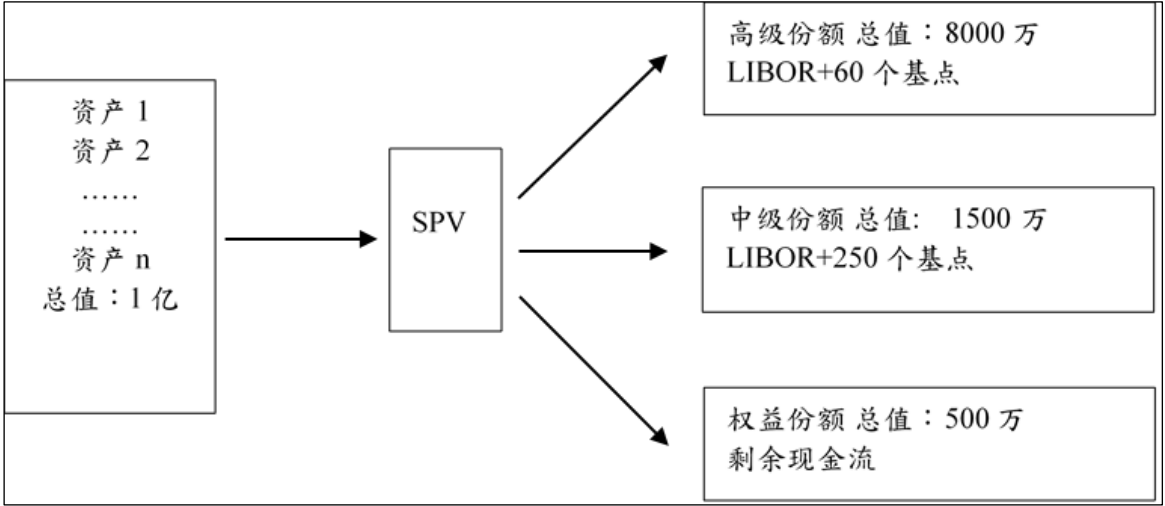 资产 1
资产 2
……
……
资产 n
总值：1 亿
SPV
高级份额 总值：8000 万
LIBOR+60 个基点
中级份额 总值: 1500 万
LIBOR+250 个基点
权益份额 总值：500 万
剩余现金流